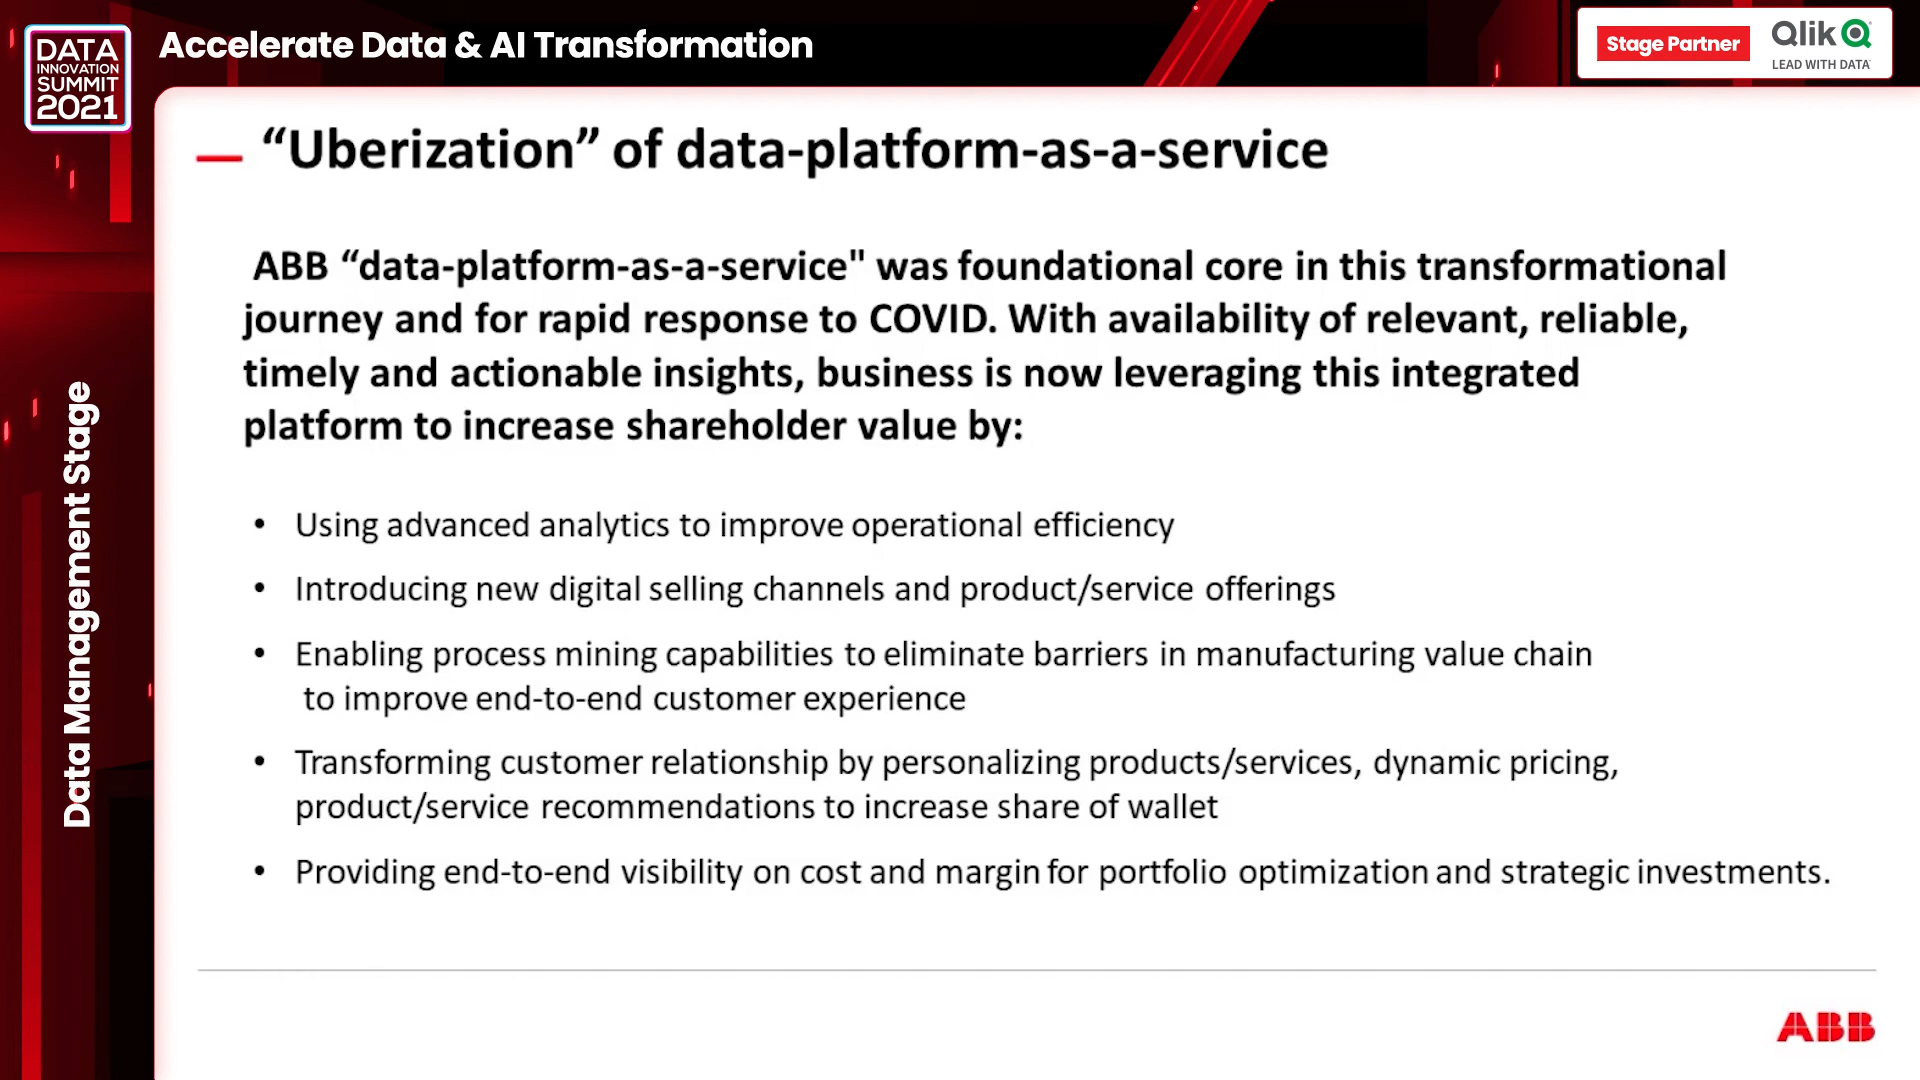 DATA
INNOVATION
SUMMIT
2021
Accelerate Data & AI Transformation
Stage Partner
Qlik
LEAD WITH DATA
Data Management Stage
“Uberization” of data-platform-as-a-service
ABB “data-platform-as-a-service" was foundational core in this transformational
journey and for rapid response to COVID. With availability of relevant, reliable,
timely and actionable insights, business is now leveraging this integrated
platform to increase shareholder value by:
• Using advanced analytics to improve operational efficiency
• Introducing new digital selling channels and product/service offerings
• Enabling process mining capabilities to eliminate barriers in manufacturing value chain
to improve end-to-end customer experience
• Transforming customer relationship by personalizing products/services, dynamic pricing,
product/service recommendations to increase share of wallet
• Providing end-to-end visibility on cost and margin for portfolio optimization and strategic investments.
ABB